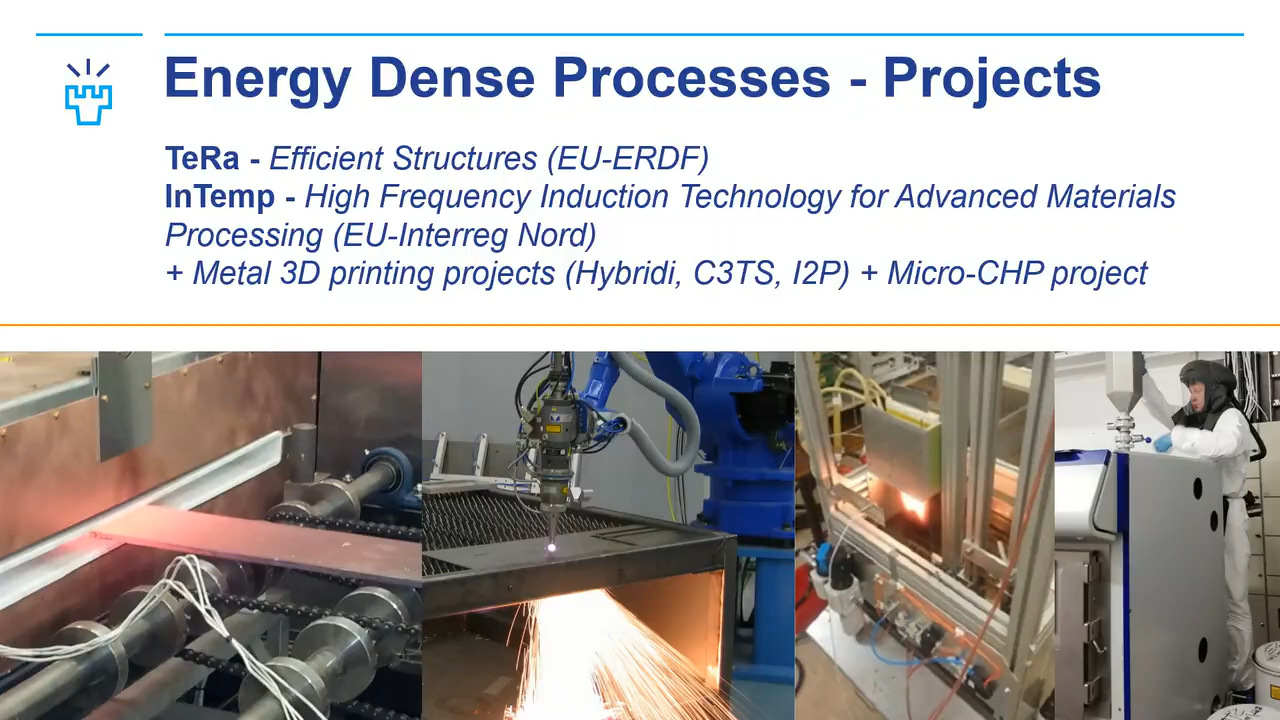 Energy Dense Processes - Projects
TeRa - Efficient Structures (EU-ERDF)
InTemp - High Frequency Induction Technology for Advanced Materials
Processing (EU-Interreg Nord)
+ Metal 3D printing projects (Hybridi, C3TS, I2P) + Micro-CHP project